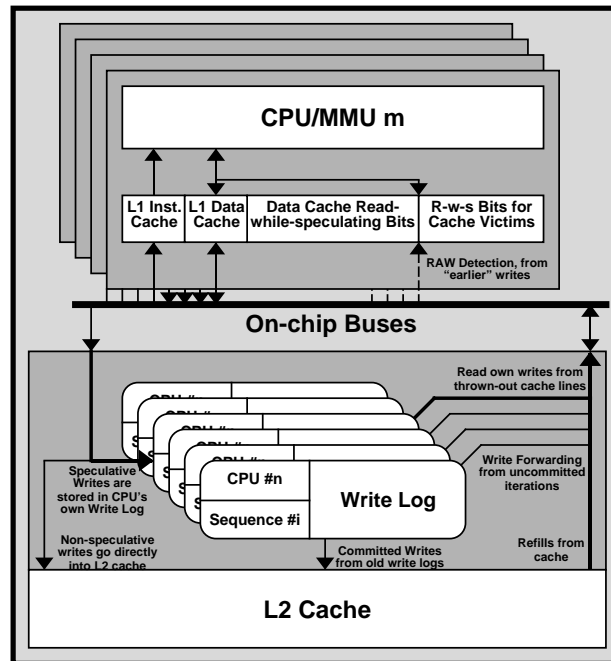 CPU/MMU m
L1 Inst.
Cache
L1 Data
Cache
Data Cache Read-
while-speculating Bits
R-w-s Bits for
Cache Victims
RAW Detection, from
“earlier” writes
On-chip Buses
Read own writes from
thrown-out cache lines
Write Forwarding
from uncommitted
iterations
Speculative
Writes are
stored in CPU’s
own Write Log
CPU #n
Sequence #i
Write Log
Non-speculative
writes go directly
into L2 cache
Committed Writes
from old write logs
Refills from
cache
L2 Cache